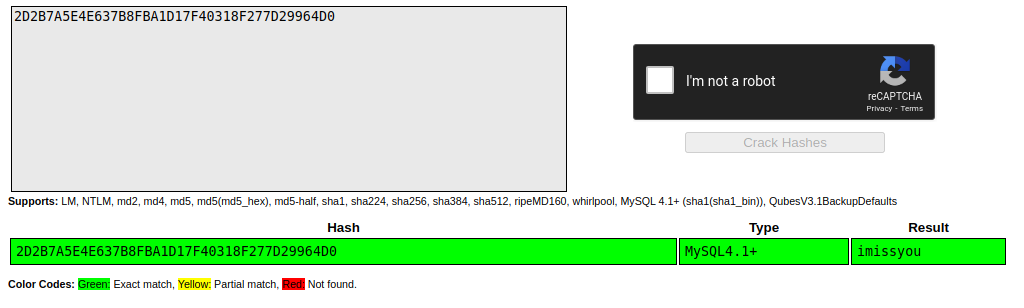 2D2B7A5E4E637B8FBA1D17F40318F277D29964D0
I'm not a robot
reCAPTCHA
Privacy - Terms
Crack Hashes
Supports: LM, NTLM, md2, md4, md5, md5(md5_hex), md5-half, sha1, sha224, sha256, sha384, sha512, ripeMD160, whirlpool, MySQL 4.1+ (sha1(sha1_bin)), QubesV3.1BackupDefaults
Hash Type Result
2D2B7A5E4E637B8FBA1D17F40318F277D29964D0 MySQL4.1+ imissyou
Color Codes: Green: Exact match, Yellow: Partial match, Red: Not found.